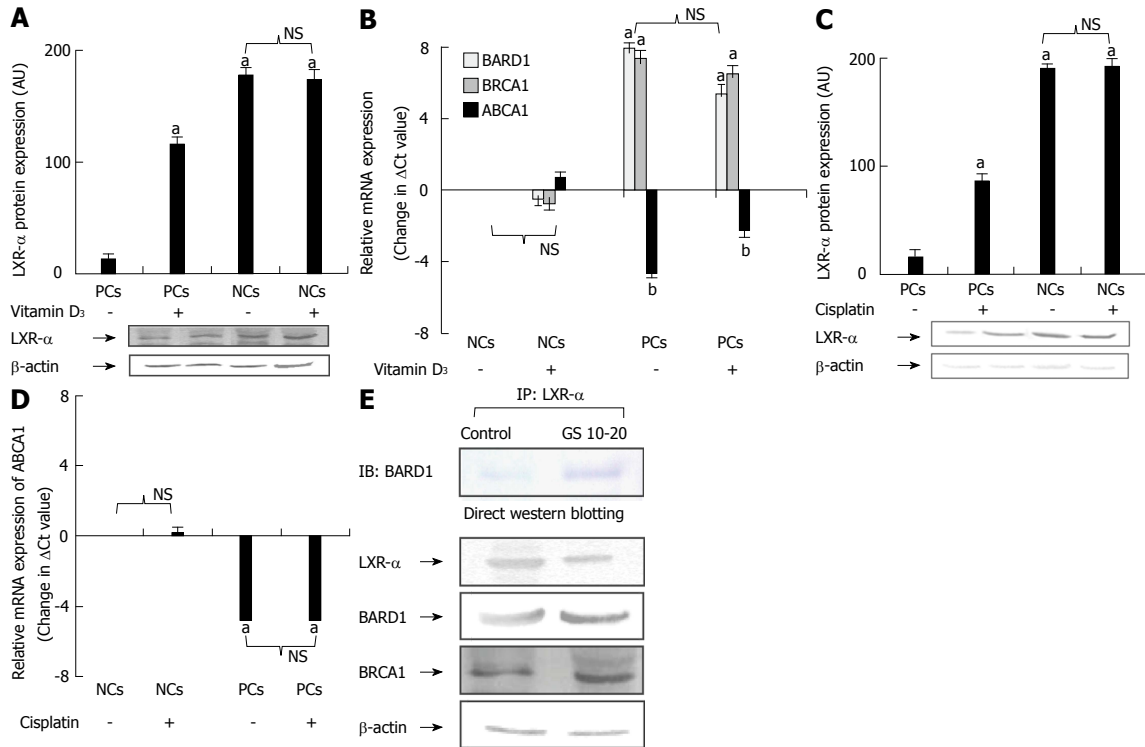 A
LXR-α protein expression (AU)
200
100
0
a
a
a
NS
PCs PCs NCs NCs
Vitamin D3 - + - +
LXR-α
β-actin
B
Relative mRNA expression
(Change in ΔCt value)
8
4
0
-4
-8
BARD1
BRCA1
ABCA1
NS
a a
a a
NS
b
b
NCs NCs PCs PCs
Vitamin D3 - + - +
C
LXR-α protein expression (AU)
200
100
0
a
a
a
NS
PCs PCs NCs NCs
Cisplatin - + - +
LXR-α
β-actin
D
Relative mRNA expression of ABCA1
(Change in ΔCt value)
8
4
0
-4
-8
NS
a a
NS
NCs NCs PCs PCs
Cisplatin - + - +
E
IP: LXR-α
Control GS 10-20
IB: BARD1
Direct western blotting
LXR-α
BARD1
BRCA1
β-actin